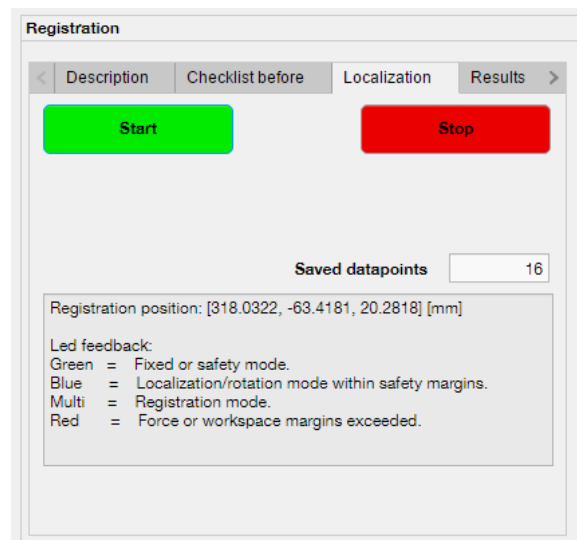 Registration
Description Checklist before Localization Results
Start Stop
Saved datapoints 16
Registration position: [318.0322, -63.4181, 20.2818] [mm]
Led feedback:
Green = Fixed or safety mode.
Blue = Localization/rotation mode within safety margins.
Multi = Registration mode.
Red = Force or workspace margins exceeded.